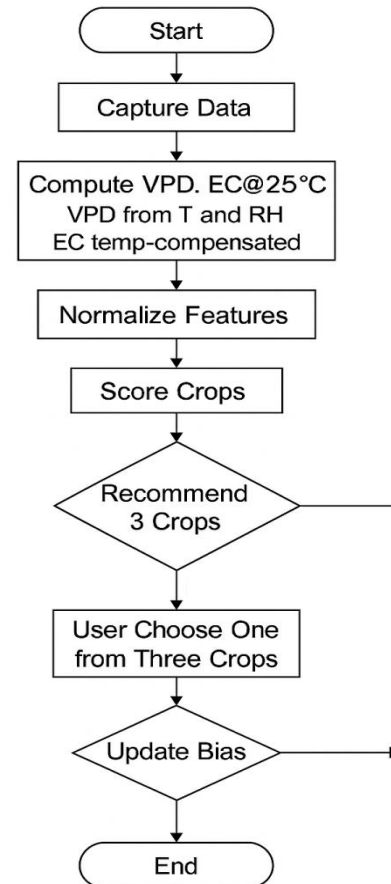 Start
Capture Data
Compute VPD. EC@25°C
VPD from T and RH
EC temp-compensated
Normalize Features
Score Crops
Recommend
3 Crops
User Choose One
from Three Crops
Update Bias
End